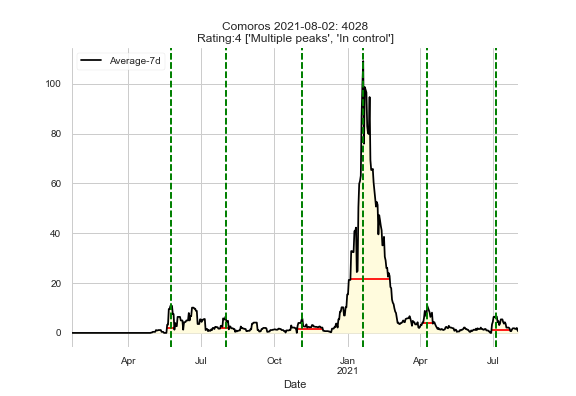 Comoros 2021-08-02: 4028
Rating:4 ['Multiple peaks', 'In control']
Average-7d
100
80
60
40
20
0
Apr Jul Oct Jan Apr Jul
2021
Date